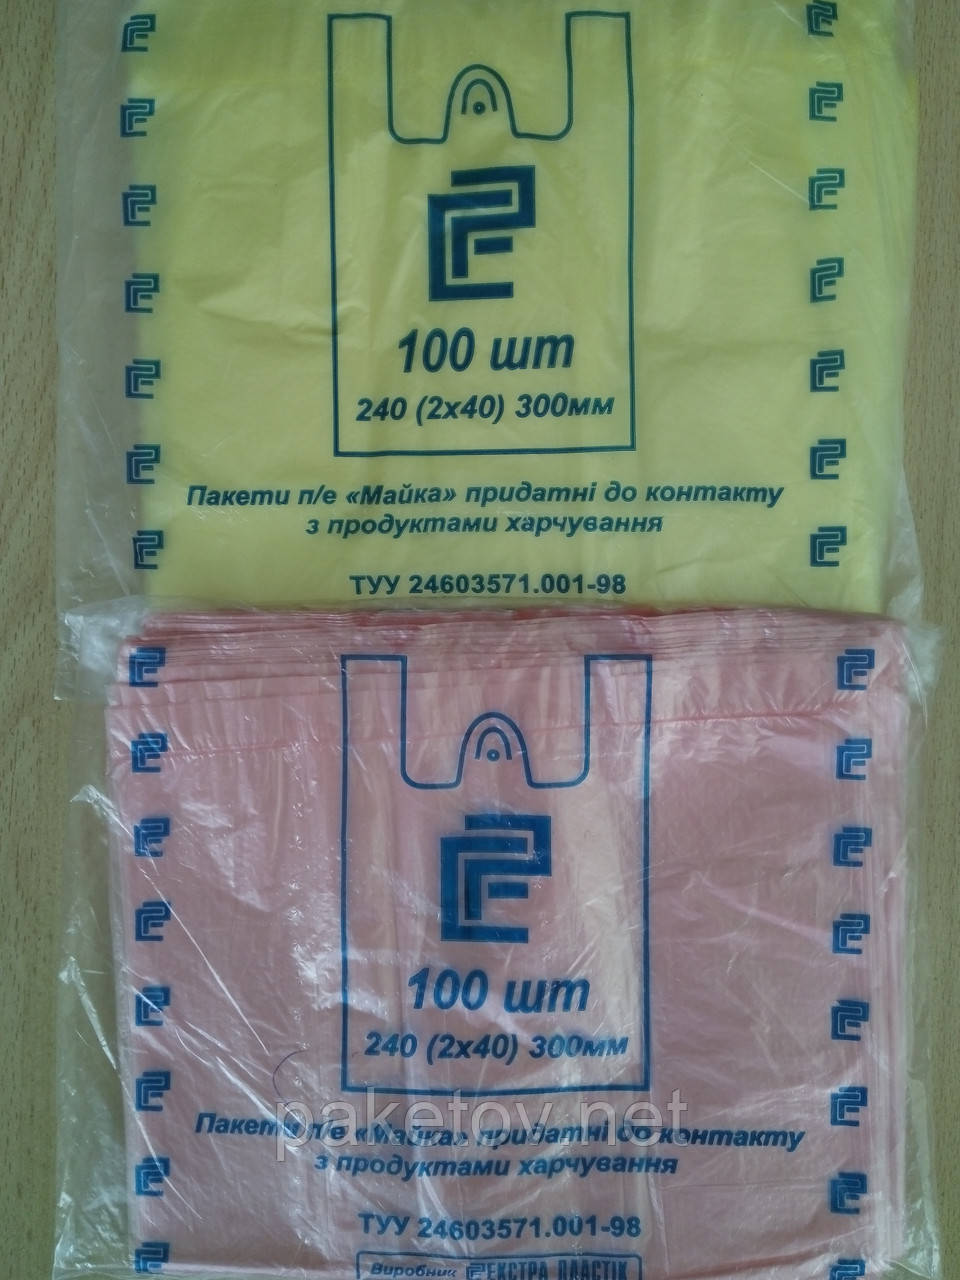 100 шт
240 (2х40) 300мм
Пакети п/е «Майка» придатні до контакту
з продуктами харчування
ТУУ 24603571.001-98
100 шт
240 (2х40) 300мм
paketov.net
Пакети п/е «Майка» придатні до контакту
з продуктами харчування
ТУУ 24603571.001-98
Виробник ЕКСТРА ПЛАСТІК